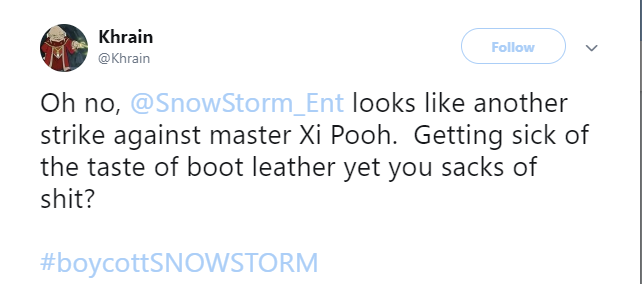 Khrain
@Khrain
Follow
Oh no, @SnowStorm_Ent looks like another
strike against master Xi Pooh.  Getting sick of
the taste of boot leather yet you sacks of
shit?
#boycottSNOWSTORM